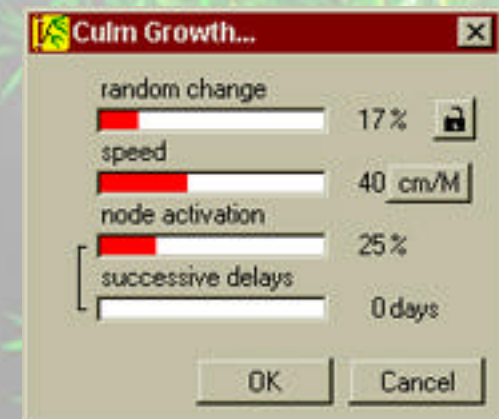 Culm Growth...
random change
17%
speed
40 cm/M
node activation
25%
successive delays
0 days
OK Cancel